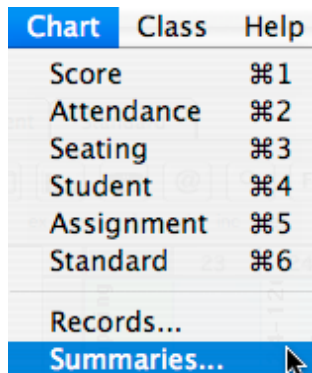 Chart Class Help
Score ⌘1
Attendance ⌘2
Seating ⌘3
Student ⌘4
Assignment ⌘5
Standard ⌘6
Records...
Summaries...